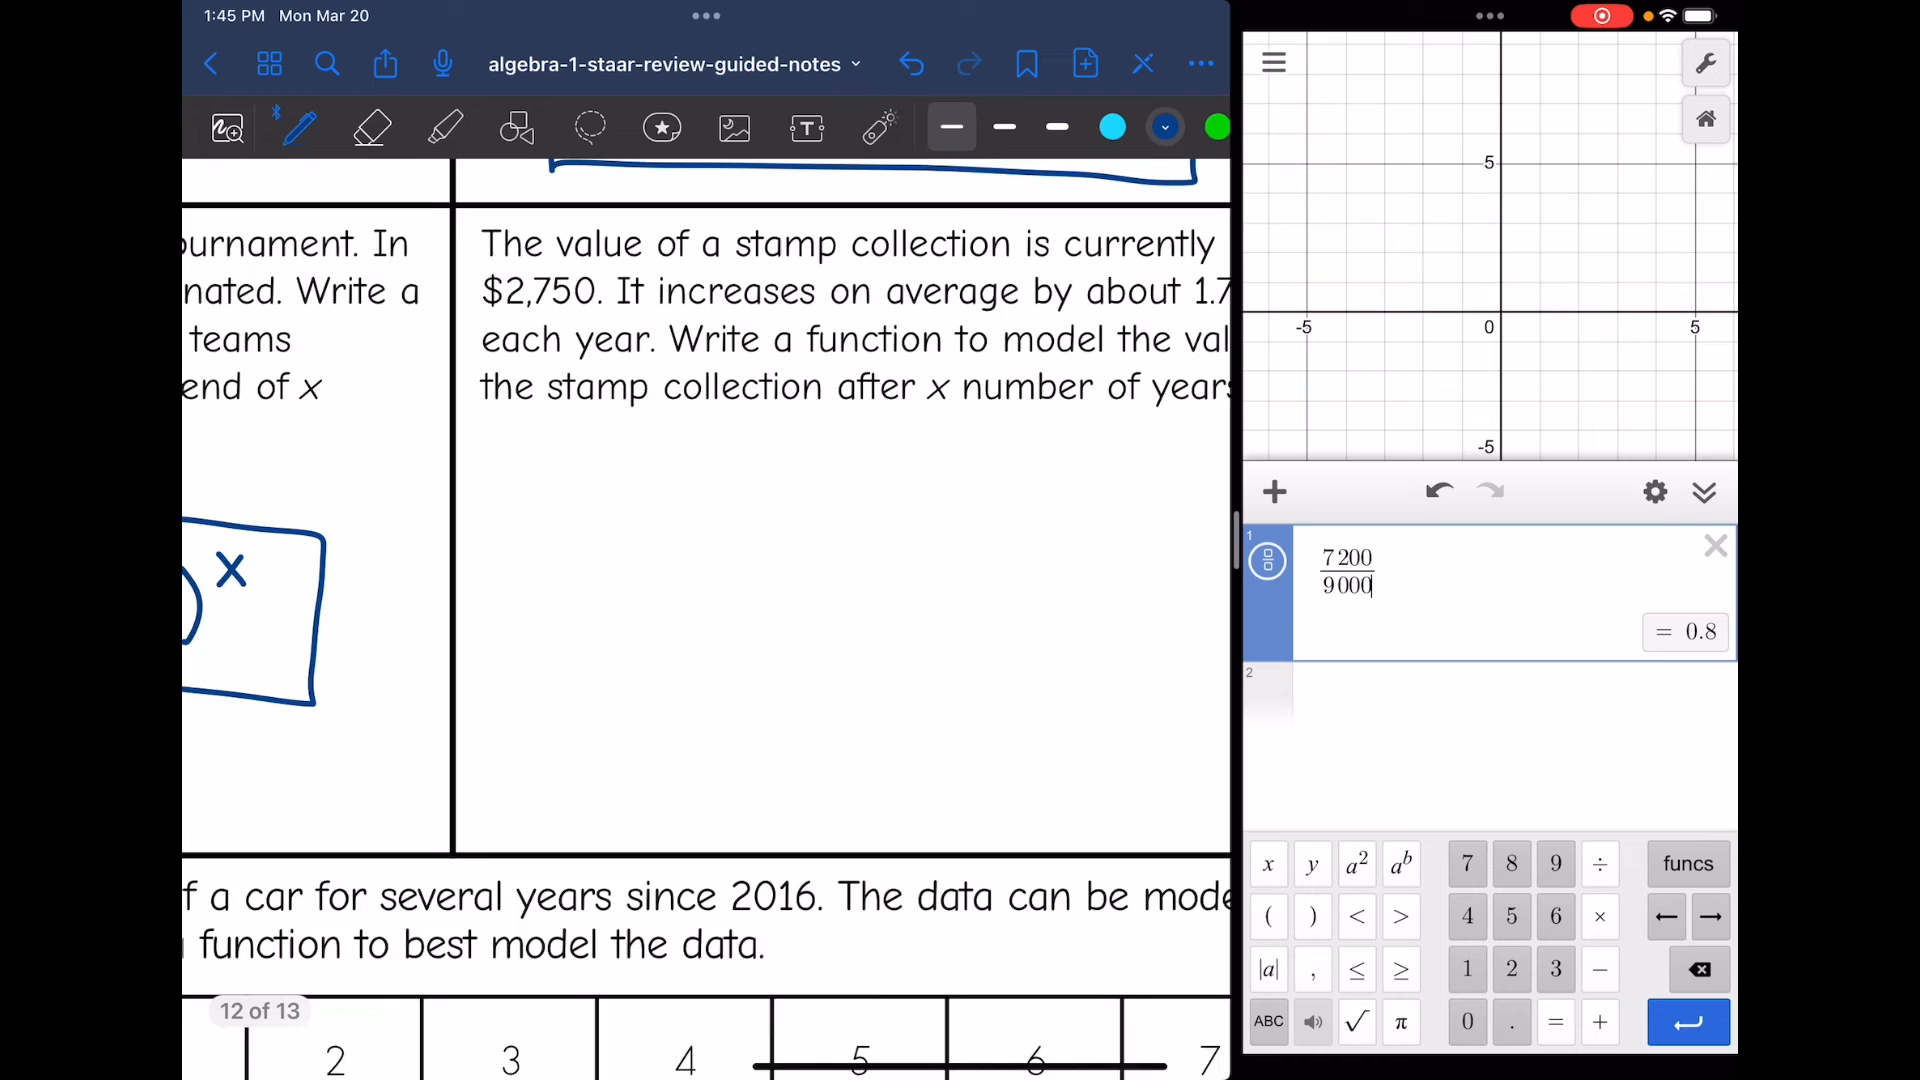 1:45 PM Mon Mar 20
algebra-1-staar-review-guided-notes
T
urnament. In
nated. Write a
teams
end of x
x
)
The value of a stamp collection is currently
$2,750. It increases on average by about 1.7
each year. Write a function to model the val
the stamp collection after x number of years
f a car for several years since 2016. The data can be mode
function to best model the data.
12 of 13
2 3 4 5 6 7
5
-5 0 5
-5
1
7200
9000
= 0.8
2
x y a² aᵇ 7 8 9 ÷ funcs
( ) < > 4 5 6 × ← →
|a| , ≤ ≥ 1 2 3 −
ABC √ π 0 . = +